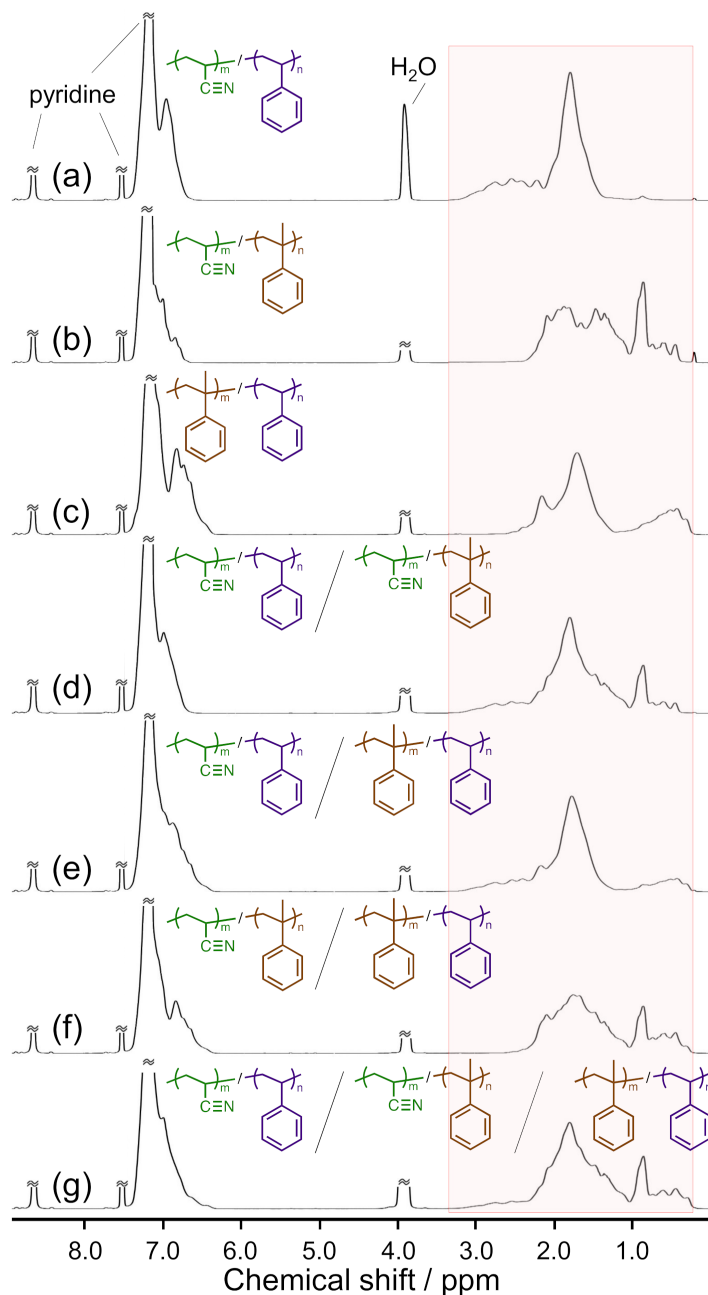 pyridine
H₂O
( )m / ( )n
C≡N
(a)
( )m / ( )n
C≡N
(b)
( )m / ( )n
(c)
( )m / ( )n / ( )m / ( )n
C≡N C≡N
(d)
( )m / ( )n / ( )m / ( )n
C≡N
(e)
( )m / ( )n / ( )m / ( )n
C≡N
(f)
( )m / ( )n / ( )m / ( )n / ( )m / ( )n
C≡N C≡N
(g)
8.0 7.0 6.0 5.0 4.0 3.0 2.0 1.0
Chemical shift / ppm